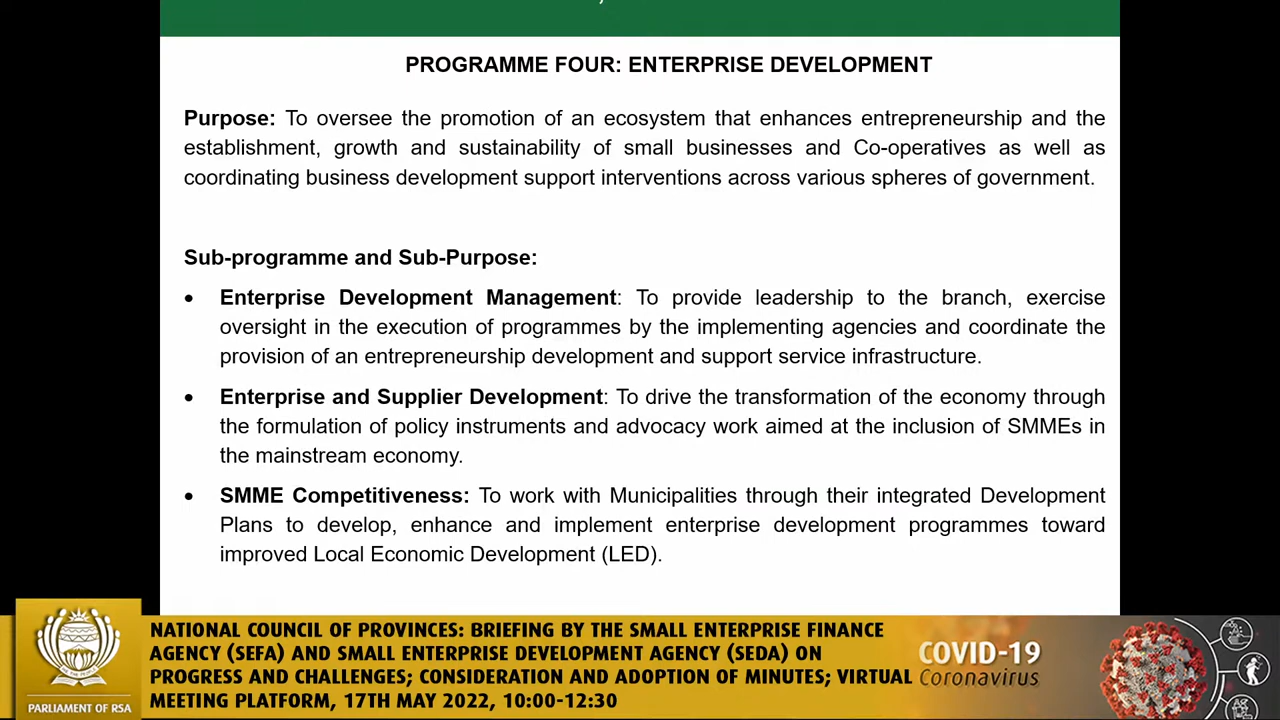 PROGRAMME FOUR: ENTERPRISE DEVELOPMENT
Purpose: To oversee the promotion of an ecosystem that enhances entrepreneurship and the
establishment, growth and sustainability of small businesses and Co-operatives as well as
coordinating business development support interventions across various spheres of government.
Sub-programme and Sub-Purpose:
• Enterprise Development Management: To provide leadership to the branch, exercise
oversight in the execution of programmes by the implementing agencies and coordinate the
provision of an entrepreneurship development and support service infrastructure.
• Enterprise and Supplier Development: To drive the transformation of the economy through
the formulation of policy instruments and advocacy work aimed at the inclusion of SMMEs in
the mainstream economy.
• SMME Competitiveness: To work with Municipalities through their integrated Development
Plans to develop, enhance and implement enterprise development programmes toward
improved Local Economic Development (LED).
NATIONAL COUNCIL OF PROVINCES: BRIEFING BY THE SMALL ENTERPRISE FINANCE
AGENCY (SEFA) AND SMALL ENTERPRISE DEVELOPMENT AGENCY (SEDA) ON
PROGRESS AND CHALLENGES; CONSIDERATION AND ADOPTION OF MINUTES; VIRTUAL
MEETING PLATFORM, 17TH MAY 2022, 10:00-12:30
PARLIAMENT OF RSA
COVID-19
Coronavirus